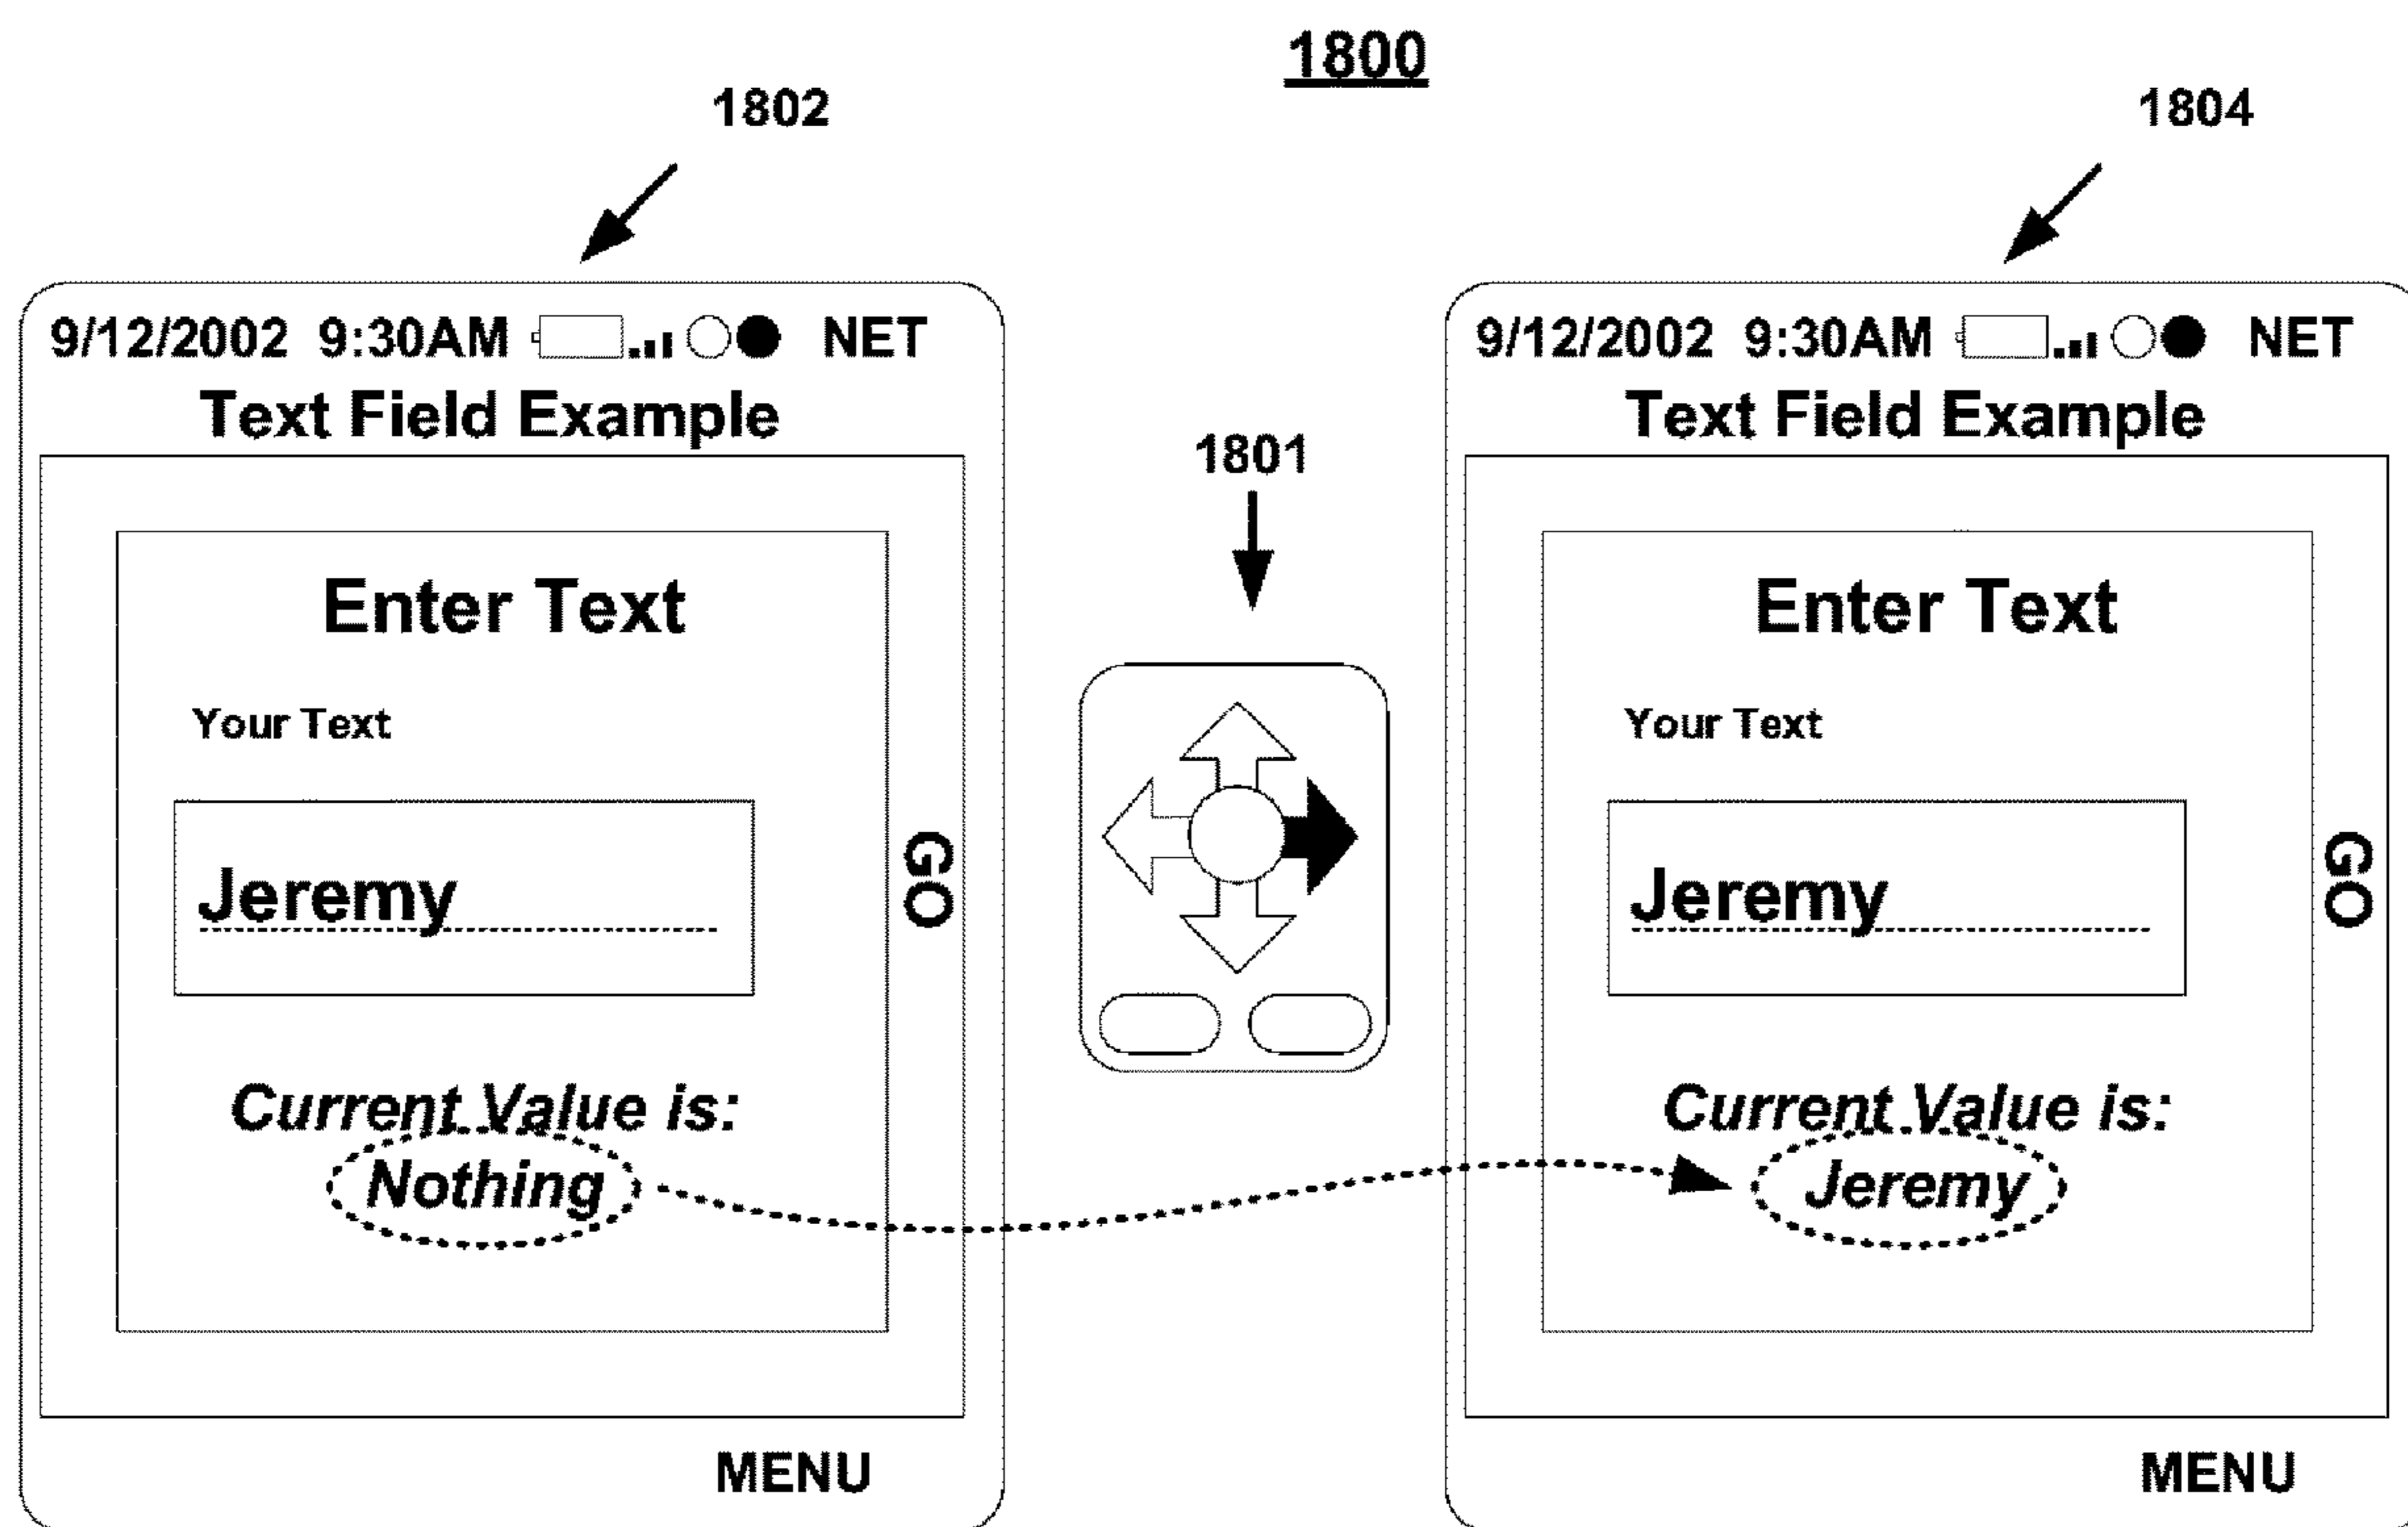 1800
1802
1804
9/12/2002 9:30AM NET
Text Field Example
Enter Text
Your Text
Jeremy
GO
Current Value is:
Nothing
MENU
1801
9/12/2002 9:30AM NET
Text Field Example
Enter Text
Your Text
Jeremy
GO
Current Value is:
Jeremy
MENU